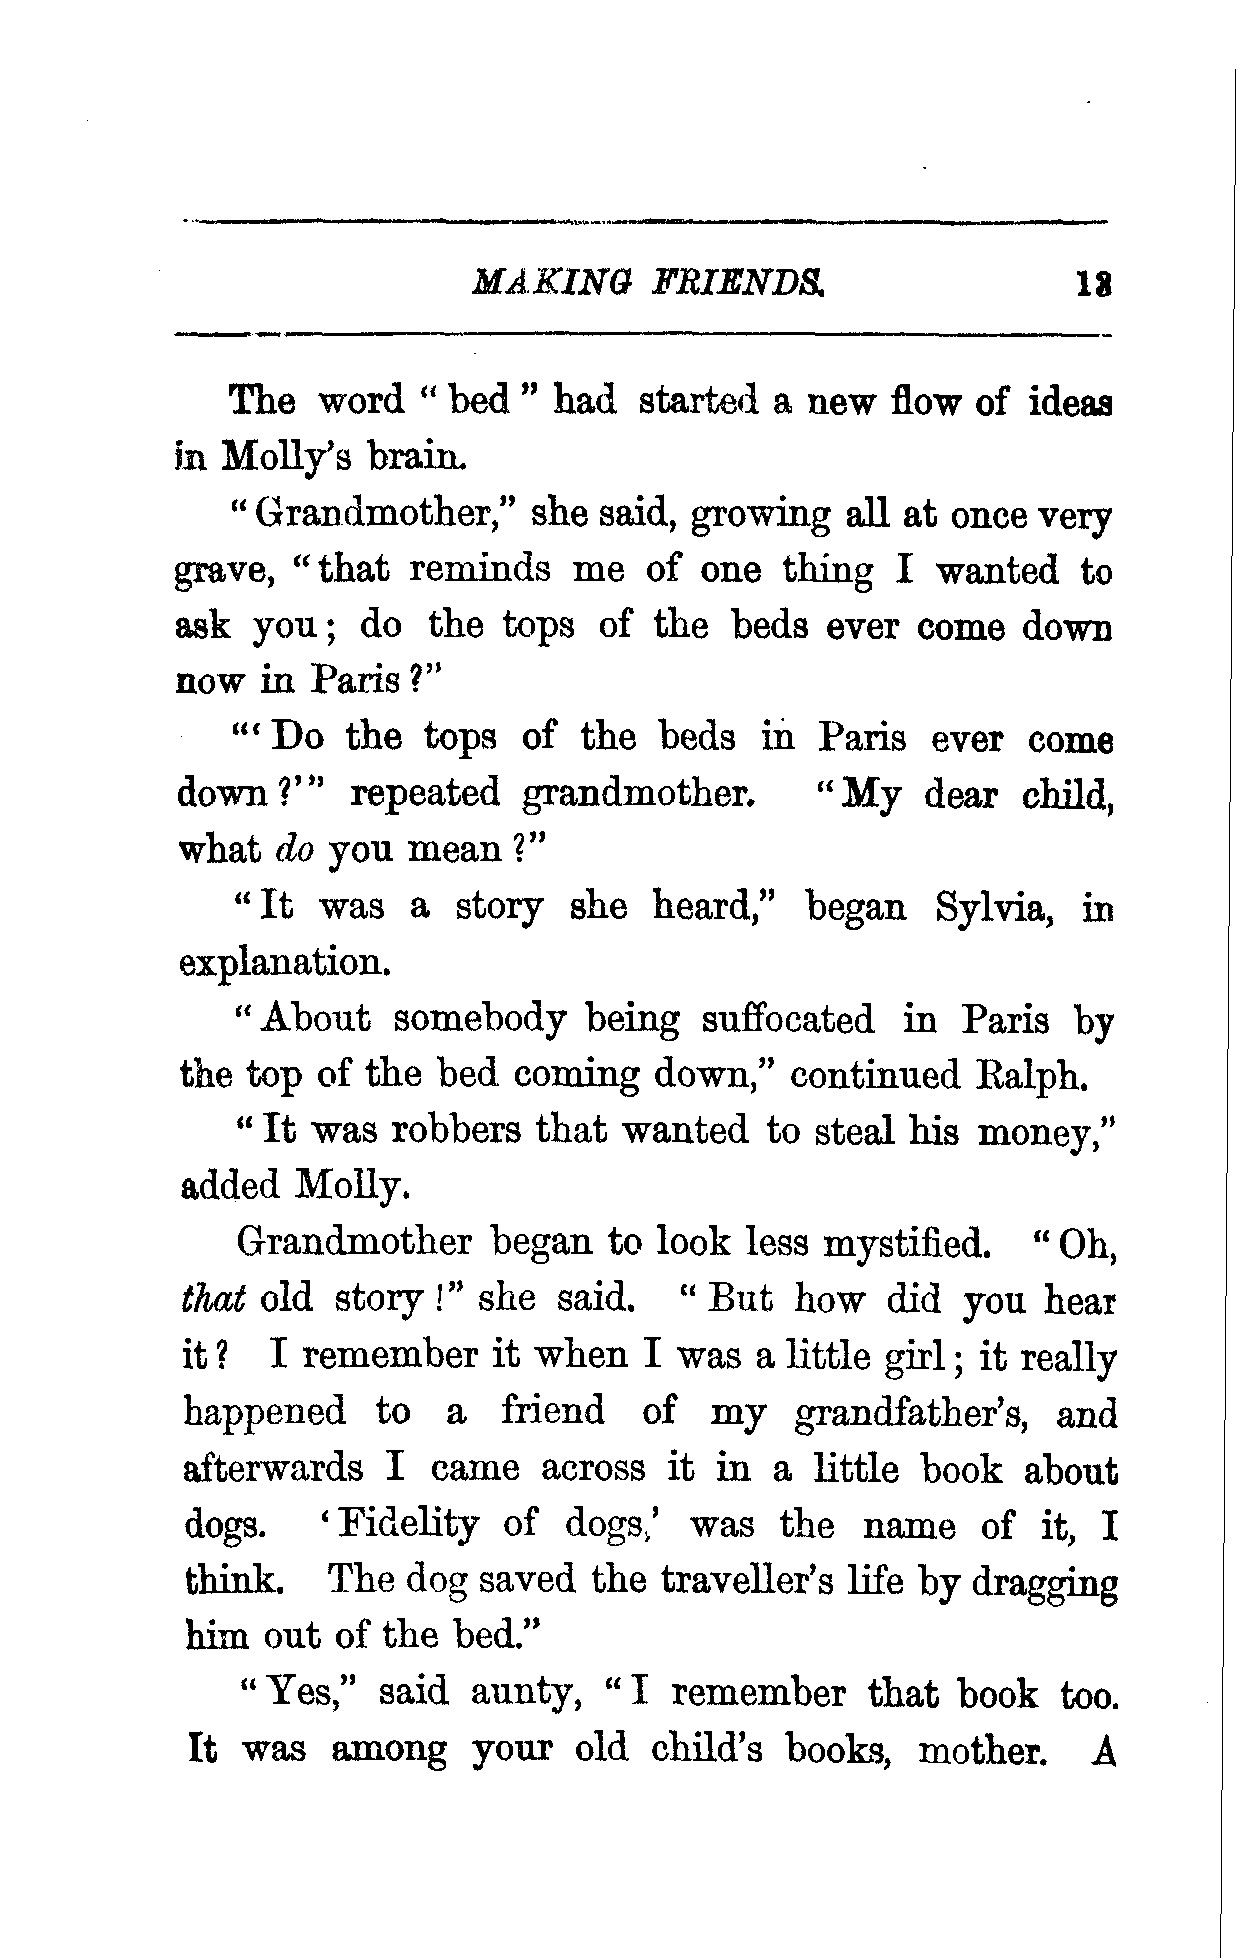 MAKING FRIENDS. 13
The word “ bed ” had started a new flow of ideas
in Molly’s brain.
“ Grandmother,” she said, growing all at once very
grave, “ that reminds me of one thing I wanted to
ask you ; do the tops of the beds ever come down
now in Paris ?”
“‘ Do the tops of the beds in Paris ever come
down ?’” repeated grandmother. “ My dear child,
what do you mean ?”
“ It was a story she heard,” began Sylvia, in
explanation.
“ About somebody being suffocated in Paris by
the top of the bed coming down,” continued Ralph.
“ It was robbers that wanted to steal his money,”
added Molly.
Grandmother began to look less mystified. “ Oh,
that old story !” she said. “ But how did you hear
it ? I remember it when I was a little girl ; it really
happened to a friend of my grandfather’s, and
afterwards I came across it in a little book about
dogs. ‘ Fidelity of dogs,’ was the name of it, I
think. The dog saved the traveller’s life by dragging
him out of the bed.”
“ Yes,” said aunty, “ I remember that book too.
It was among your old child’s books, mother. A